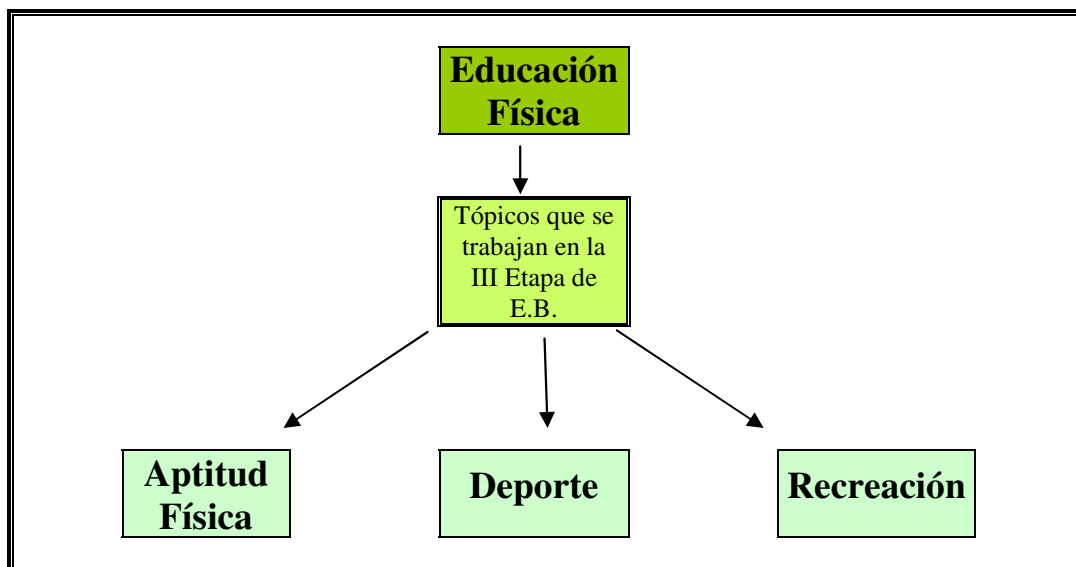 Educación
Física
Tópicos que se
trabajan en la
III Etapa de
E.B.
Aptitud
Física
Deporte
Recreación